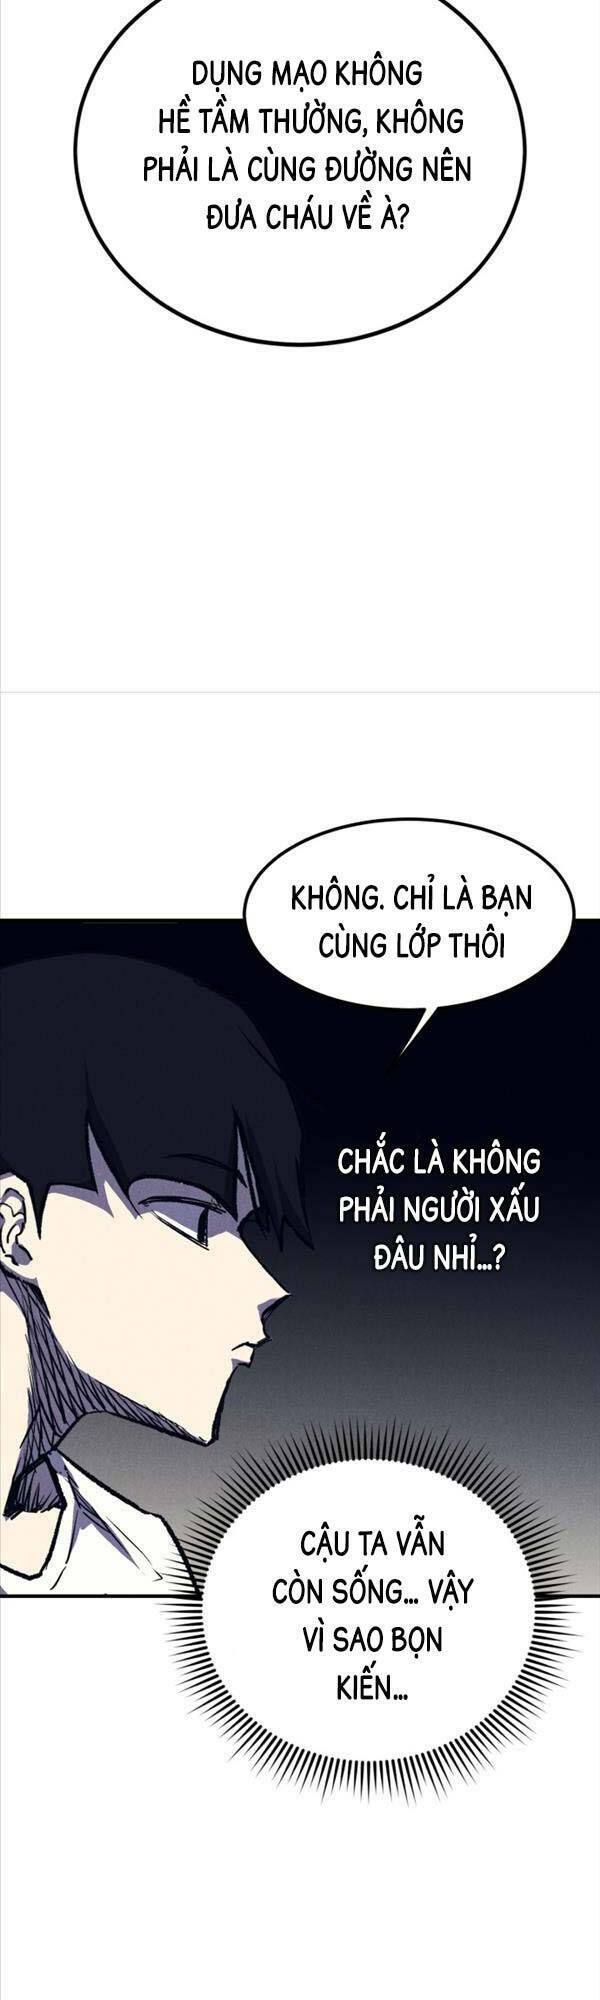 DỤNG MẠO KHÔNG
HỀ TẦM THƯỜNG, KHÔNG
PHẢI LÀ CÙNG ĐƯỜNG NÊN
ĐƯA CHÁU VỀ À?
KHÔNG. CHỈ LÀ BẠN
CÙNG LỚP THÔI
CHẮC LÀ KHÔNG
PHẢI NGƯỜI XẤU
ĐÂU NHỈ...?
CẬU TA VẪN
CÒN SỐNG... VẬY
VÌ SAO BỌN
KIẾN...